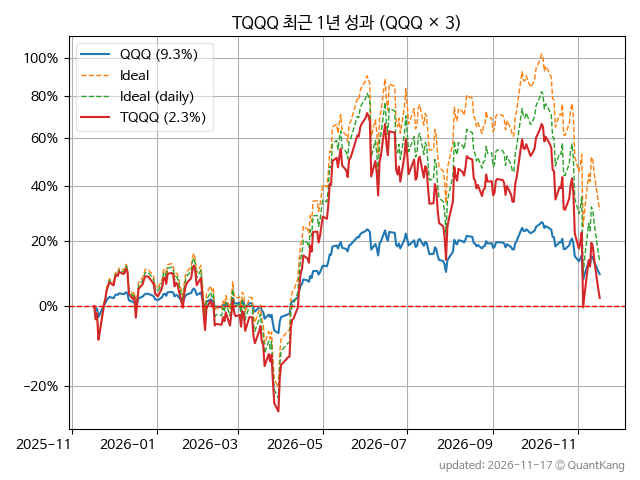 TQQQ 최근 1년 성과 (QQQ × 3)
QQQ (9.3%)
Ideal
Ideal (daily)
TQQQ (2.3%)
100%
80%
60%
40%
20%
0%
−20%
2025-11
2026-01
2026-03
2026-05
2026-07
2026-09
2026-11
updated: 2026-11-17 © QuantKang